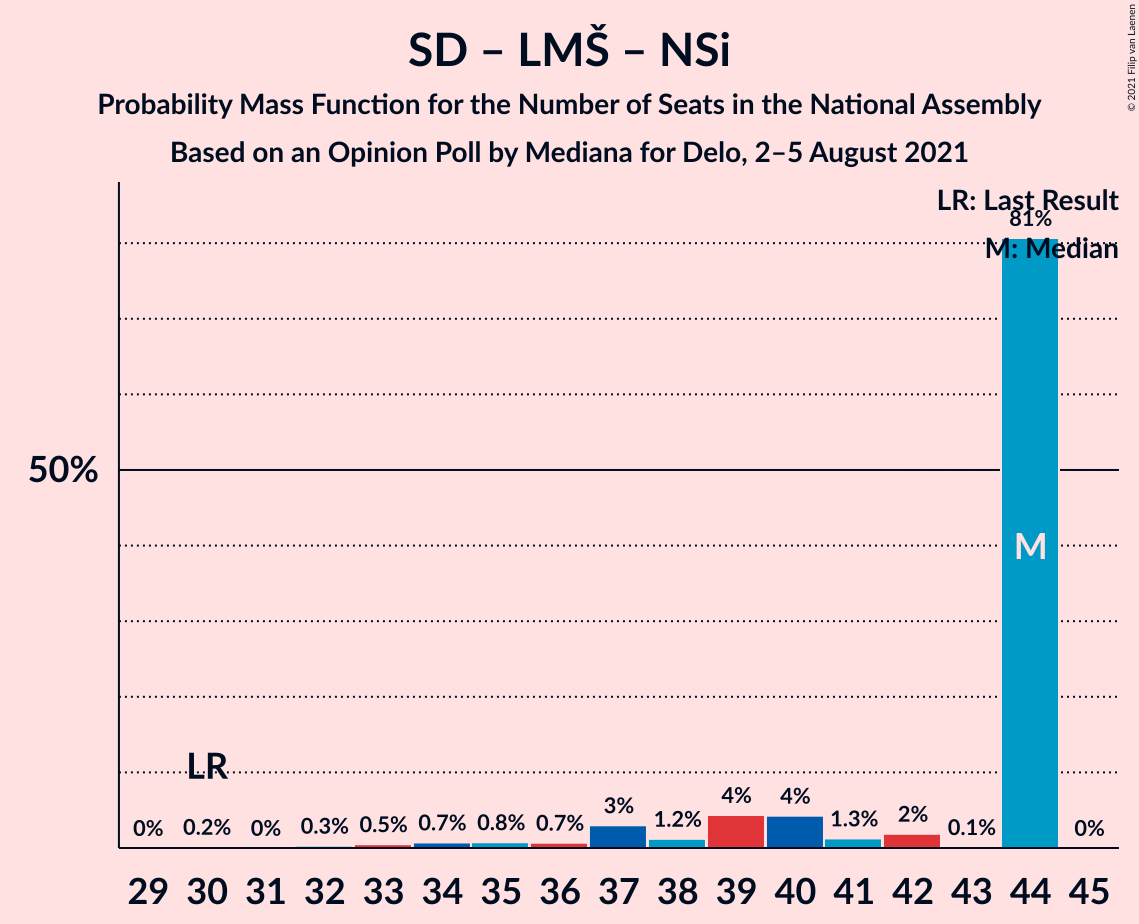 SD – LMŠ – NSi
Probability Mass Function for the Number of Seats in the National Assembly
Based on an Opinion Poll by Mediana for Delo, 2–5 August 2021
© 2021 Filip van Laenen
LR: Last Result
81%
M: Median
50%
M
LR
0% 0.2% 0% 0.3% 0.5% 0.7% 0.8% 0.7% 3% 1.2% 4% 4% 1.3% 2% 0.1% 0%
29 30 31 32 33 34 35 36 37 38 39 40 41 42 43 44 45